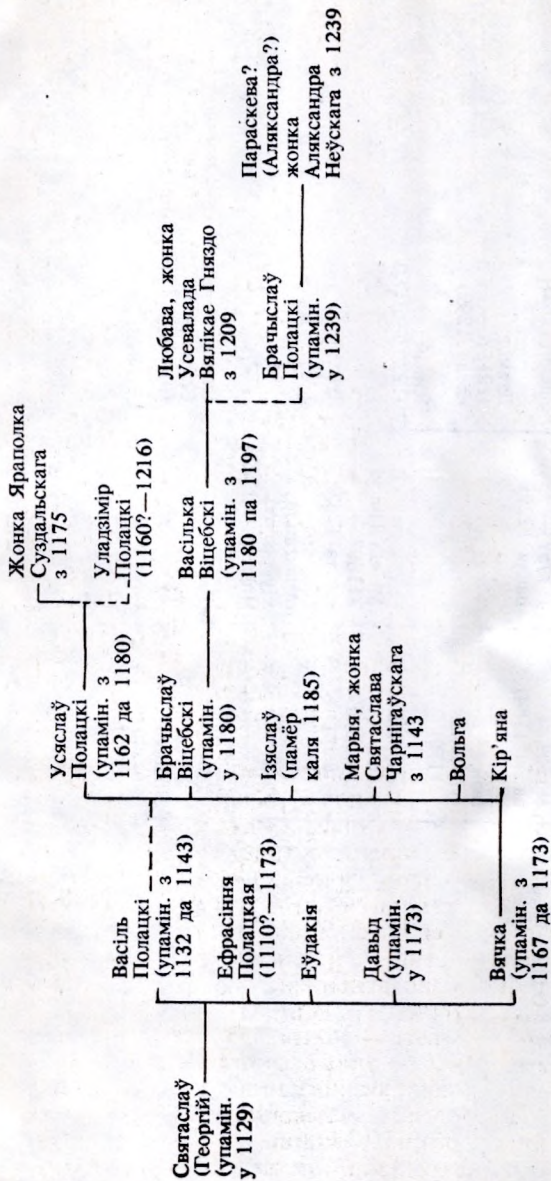 Святаслаў
(Георгій)
(упамін.
у 1129)
Васіль
Полацкі
(упамін. з
1132 да 1143)
Ефрасіння
Полацкая
(1110?—1173)
Еўдакія
Давыд
(упамін.
у 1173)
Вячка
(упамін. з
1167 да 1173)
Усяслаў
Полацкі
(упамін. з
1162 да 1180)
Брачыслаў
Віцебскі
(упамін.
у 1180)
Ізяслаў
(памёр
каля 1185)
Марыя, жонка
Святаслава
Чарнігаўскага
з 1143
Вольга
Кір’яна
Жонка Яраполка
Суздальскага
з 1175
Уладзімір
Полацкі
(1160?—1216)
Васілька
Віцебскі
(упамін. з
1180 па 1197)
Любава, жонка
Усевалада
Вялікае Гняздо
з 1209
Брачыслаў
Полацкі
(упамін.
у 1239)
Параскева?
(Аляксандра?)
жонка
Аляксандра
Неўскага з 1239